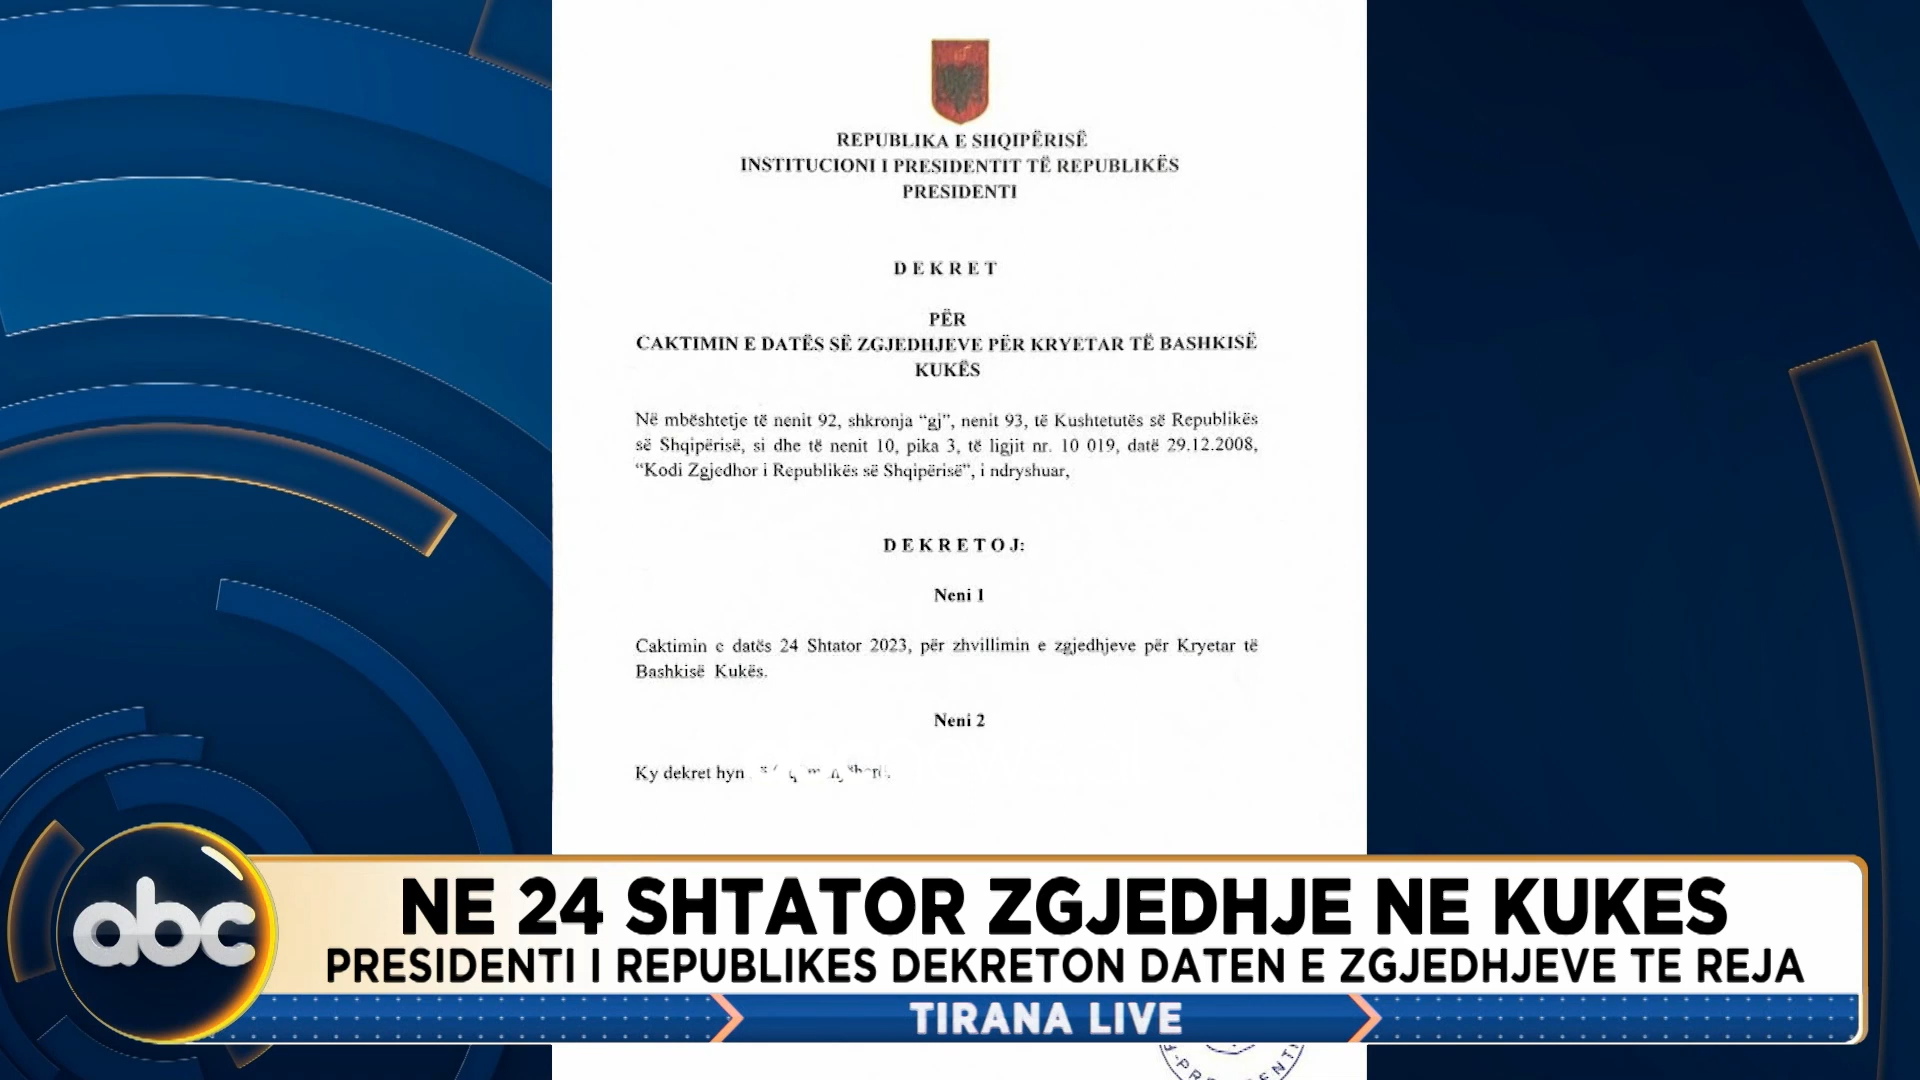 REPUBLIKA E SHQIPËRISË
INSTITUCIONI I PRESIDENTIT TË REPUBLIKËS
PRESIDENTI
DEKRET
PËR
CAKTIMIN E DATËS SË ZGJEDHJEVE PËR KRYETAR TË BASHKISË
KUKËS
Në mbështetje të nenit 92, shkronja “gj”, nenit 93, të Kushtetutës së Republikës
së Shqipërisë, si dhe të nenit 10, pika 3, të ligjit nr. 10 019, datë 29.12.2008,
“Kodi Zgjedhor i Republikës së Shqipërisë”, i ndryshuar,
DEKRETOJ:
Neni 1
Caktimin e datës 24 Shtator 2023, për zhvillimin e zgjedhjeve për Kryetar të
Bashkisë Kukës.
Neni 2
Ky dekret hyn
abc
NE 24 SHTATOR ZGJEDHJE NE KUKES
PRESIDENTI I REPUBLIKES DEKRETON DATEN E ZGJEDHJEVE TE REJA
TIRANA LIVE